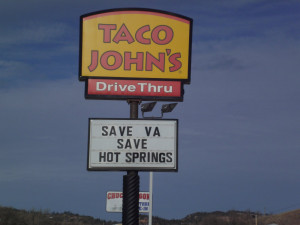 TACO
JOHN'S
DriveThru
SAVE VA
SAVE
HOT SPRINGS